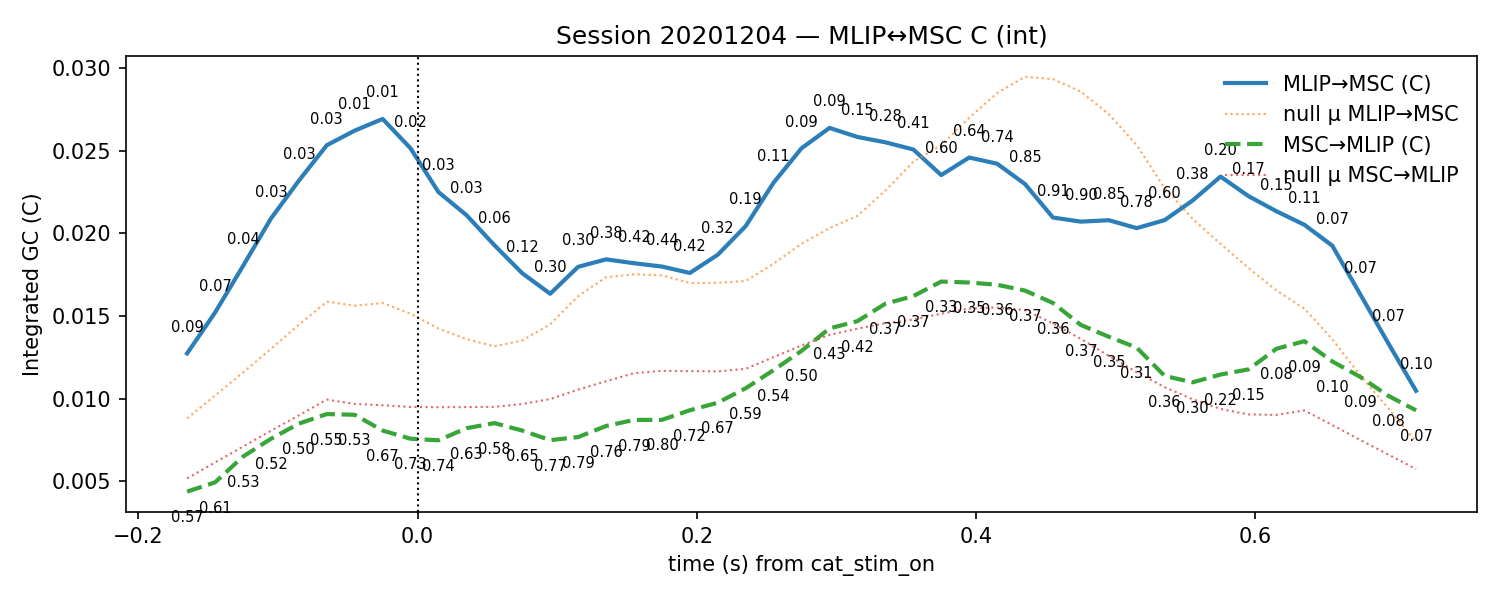 Session 20201204 — MLIP↔MSC C (int)
Integrated GC (C)
0.030
0.025
0.020
0.015
0.010
0.005
MLIP→MSC (C)
null μ MLIP→MSC
MSC→MLIP (C)
null μ MSC→MLIP
0.09 0.07 0.04 0.03 0.03 0.03 0.01 0.01 0.02 0.03 0.03 0.06 0.12 0.30 0.30 0.38 0.42 0.44 0.42 0.32 0.19 0.11 0.09 0.09 0.15 0.28 0.41 0.60 0.64 0.74 0.85 0.91 0.90 0.85 0.78 0.60 0.38 0.20 0.17 0.15 0.11 0.07 0.07 0.07 0.10
0.57 0.61 0.53 0.52 0.50 0.55 0.53 0.67 0.73 0.74 0.63 0.58 0.65 0.77 0.79 0.76 0.79 0.80 0.72 0.67 0.59 0.54 0.50 0.43 0.42 0.37 0.37 0.33 0.35 0.36 0.37 0.36 0.37 0.35 0.31 0.36 0.30 0.22 0.15 0.08 0.09 0.10 0.09 0.08 0.07
−0.2 0.0 0.2 0.4 0.6
time (s) from cat_stim_on